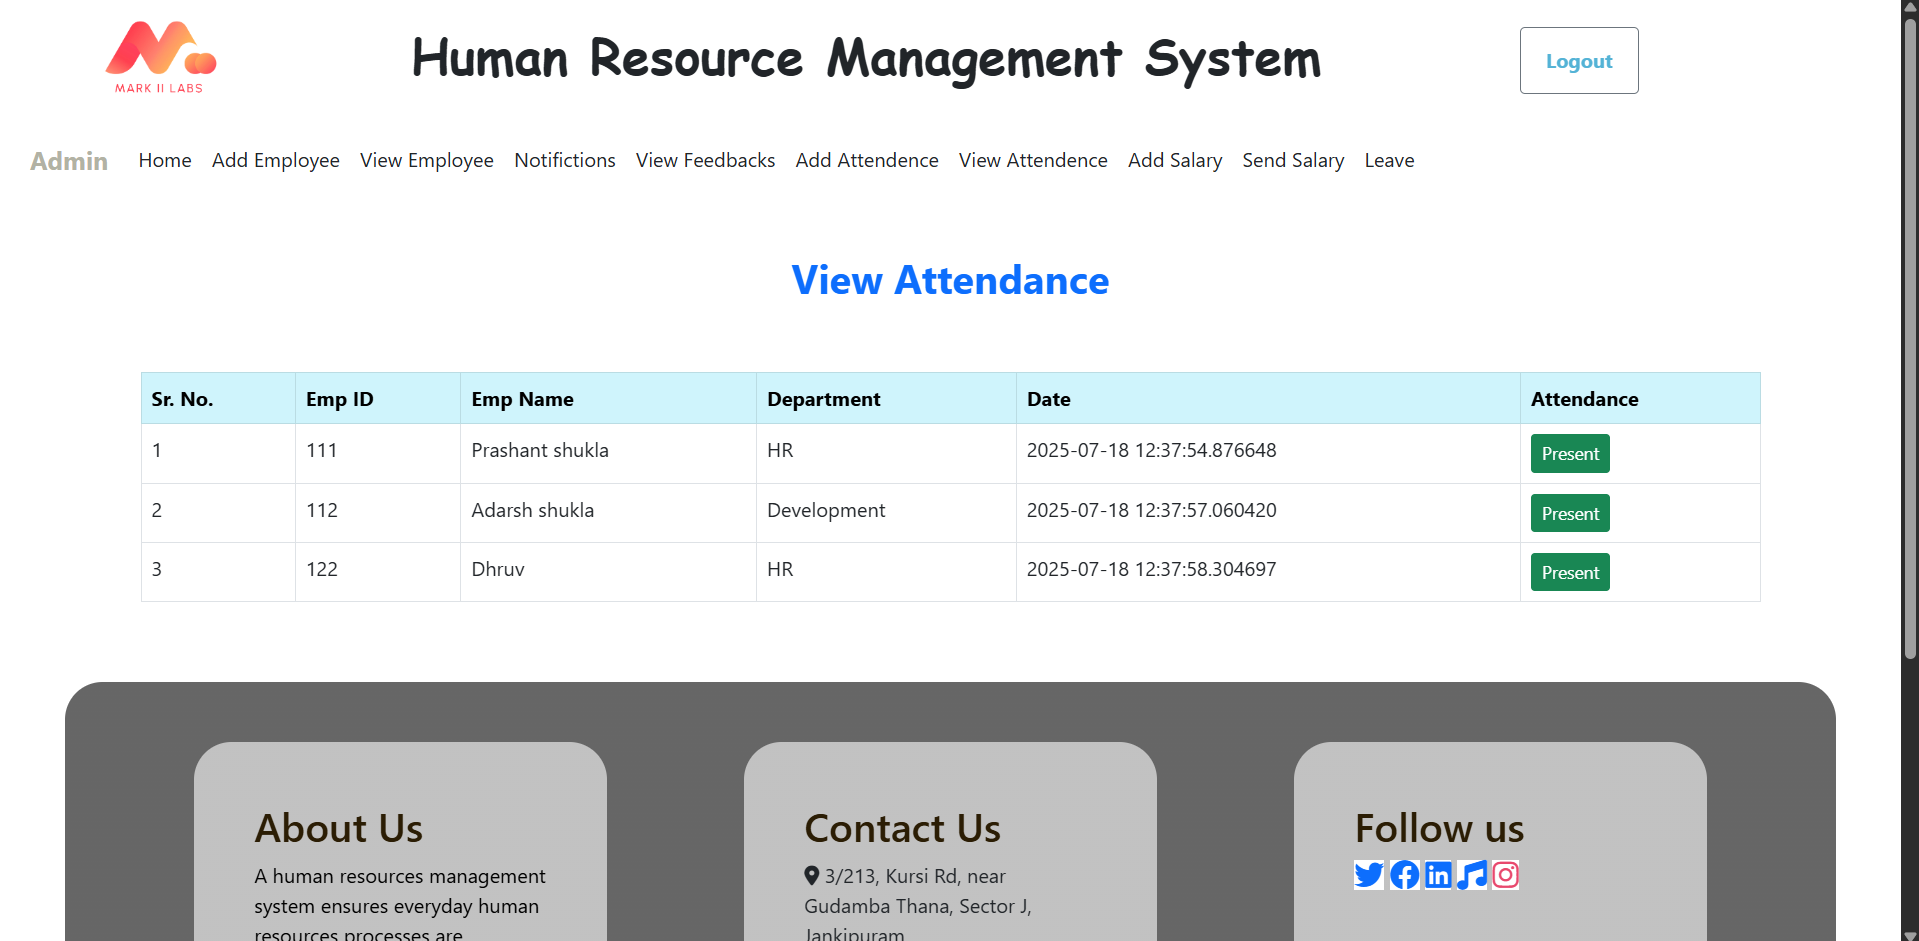 MARK II LABS
Human Resource Management System
Logout
Admin Home Add Employee View Employee Notifictions View Feedbacks Add Attendence View Attendence Add Salary Send Salary Leave
View Attendance
Sr. No. Emp ID Emp Name Department Date Attendance
1 111 Prashant shukla HR 2025-07-18 12:37:54.876648 Present
2 112 Adarsh shukla Development 2025-07-18 12:37:57.060420 Present
3 122 Dhruv HR 2025-07-18 12:37:58.304697 Present
About Us
A human resources management
system ensures everyday human
resources processes are
Contact Us
3/213, Kursi Rd, near
Gudamba Thana, Sector J,
Jankipuram
Follow us